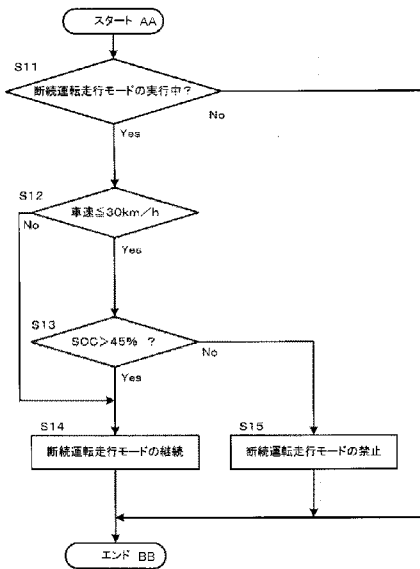 スタート AA
S11
断続運転走行モードの実行中?
No
Yes
S12
車速≦30km/h
No
Yes
S13
SOC>45% ?
No
Yes
S14
断続運転走行モードの継続
S15
断続運転走行モードの禁止
エンド BB